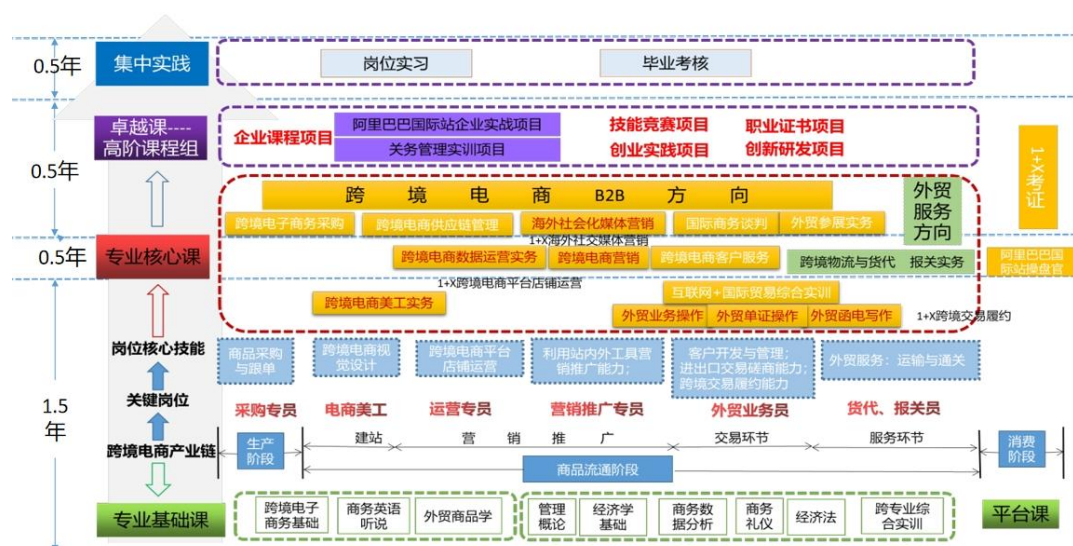 0.5年
集中实践
岗位实习
毕业考核
0.5年
卓越课----
高阶课程组
企业课程项目
阿里巴巴国际站企业实战项目
关务管理实训项目
技能竞赛项目
职业证书项目
创业实践项目
创新研发项目
1+X考证
跨境电商B2B方向
外贸
服务
方向
跨境电子商务采购
跨境电商供应链管理
海外社会化媒体营销
国际商务谈判
外贸参展实务
1+X海外社交媒体营销
0.5年
专业核心课
跨境电商数据运营实务
跨境电商营销
跨境电商客户服务
跨境物流与货代
报关实务
阿里巴巴国
际站操盘官
1+X跨境电商平台店铺运营
互联网+国际贸易综合实训
跨境电商美工实务
外贸业务操作
外贸单证操作
外贸函电写作
1+X跨境交易履约
岗位核心技能
商品采购
与跟单
跨境电商视
觉设计
跨境电商平台
店铺运营
利用站内外工具营
销推广能力;
客户开发与管理;
进出口交易磋商能力;
跨境交易履约能力
外贸服务:运输与通关
1.5
年
关键岗位
采购专员
电商美工
运营专员
营销推广专员
外贸业务员
货代、报关员
跨境电商产业链
生产
阶段
建站
营销推广
交易环节
服务环节
消费
阶段
商品流通阶段
专业基础课
跨境电子
商务基础
商务英语
听说
外贸商品学
管理
概论
经济学
基础
商务数
据分析
商务
礼仪
经济法
跨专业综
合实训
平台课